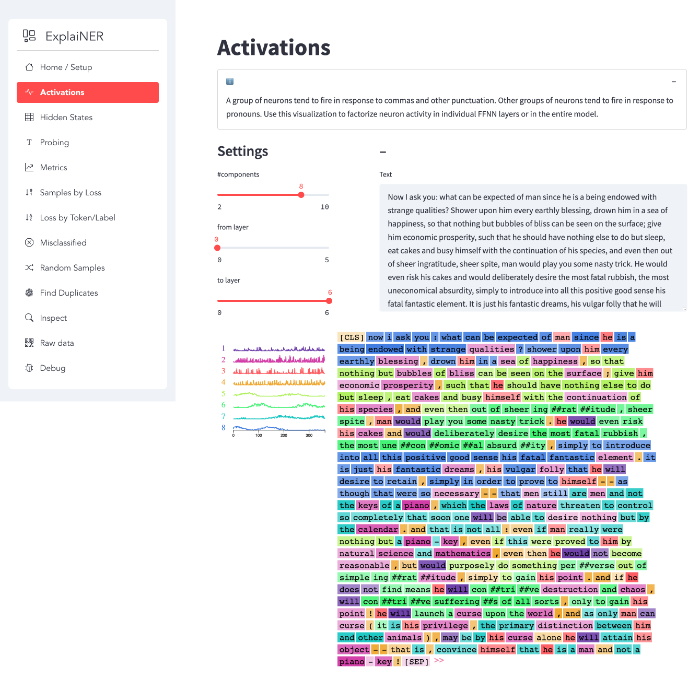 ExplaiNER
Home / Setup
Activations
Hidden States
Probing
Metrics
Samples by Loss
Loss by Token/Label
Misclassified
Random Samples
Find Duplicates
Inspect
Raw data
Debug
Activations
–
A group of neurons tend to fire in response to commas and other punctuation. Other groups of neurons tend to fire in response to
pronouns. Use this visualization to factorize neuron activity in individual FFNN layers or in the entire model.
Settings
–
#components
8
2 10
from layer
0
0 5
to layer
6
0 6
Text
Now I ask you: what can be expected of man since he is a being endowed with
strange qualities? Shower upon him every earthly blessing, drown him in a sea of
happiness, so that nothing but bubbles of bliss can be seen on the surface; give
him economic prosperity, such that he should have nothing else to do but sleep,
eat cakes and busy himself with the continuation of his species, and even then out
of sheer ingratitude, sheer spite, man would play you some nasty trick. He would
even risk his cakes and would deliberately desire the most fatal rubbish, the most
uneconomical absurdity, simply to introduce into all this positive good sense his
fatal fantastic element. It is just his fantastic dreams, his vulgar folly that he will
1
2
3
4
5
6
7
8
0 100 200 300
[CLS] now i ask you : what can be expected of man since he is a
being endowed with strange qualities ? shower upon him every
earthly blessing , drown him in a sea of happiness , so that
nothing but bubbles of bliss can be seen on the surface ; give him
economic prosperity , such that he should have nothing else to do
but sleep , eat cakes and busy himself with the continuation of
his species , and even then out of sheer ing ##rat ##itude , sheer
spite , man would play you some nasty trick . he would even risk
his cakes and would deliberately desire the most fatal rubbish ,
the most une ##con ##omic ##al absurd ##ity , simply to introduce
into all this positive good sense his fatal fantastic element . it
is just his fantastic dreams , his vulgar folly that he will
desire to retain , simply in order to prove to himself - - as
though that were so necessary - - that men still are men and not
the keys of a piano , which the laws of nature threaten to control
so completely that soon one will be able to desire nothing but by
the calendar . and that is not all : even if man really were
nothing but a piano - key , even if this were proved to him by
natural science and mathematics , even then he would not become
reasonable , but would purposely do something per ##verse out of
simple ing ##rat ##itude , simply to gain his point . and if he
does not find means he will con ##tri ##ve destruction and chaos ,
will con ##tri ##ve suffering ##s of all sorts , only to gain his
point ! he will launch a curse upon the world , and as only man can
curse ( it is his privilege , the primary distinction between him
and other animals ) , may be by his curse alone he will attain his
object - - that is , convince himself that he is a man and not a
piano - key ! [SEP] >>